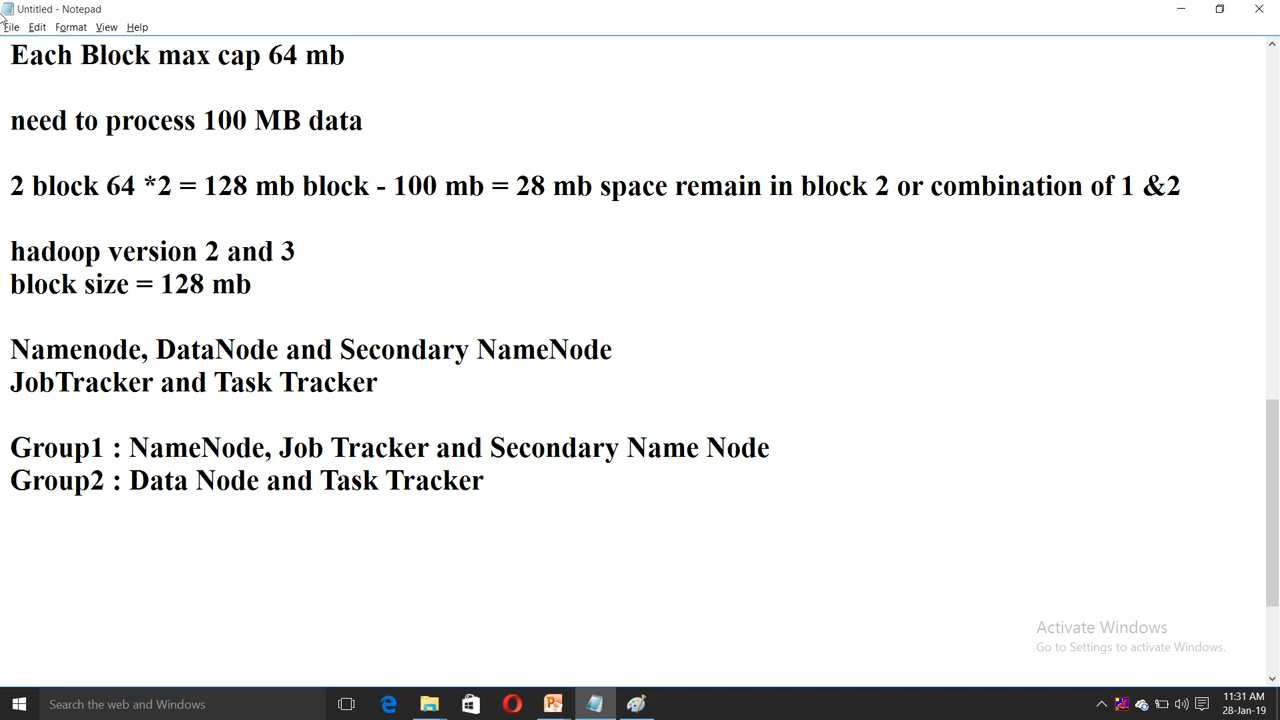 Untitled - Notepad
File Edit Format View Help
Each Block max cap 64 mb
need to process 100 MB data
2 block 64 *2 = 128 mb block - 100 mb = 28 mb space remain in block 2 or combination of 1 &2
hadoop version 2 and 3
block size = 128 mb
Namenode, DataNode and Secondary NameNode
JobTracker and Task Tracker
Group1 : NameNode, Job Tracker and Secondary Name Node
Group2 : Data Node and Task Tracker
Activate Windows
Go to Settings to activate Windows.
Search the web and Windows
11:31 AM
28-Jan-19